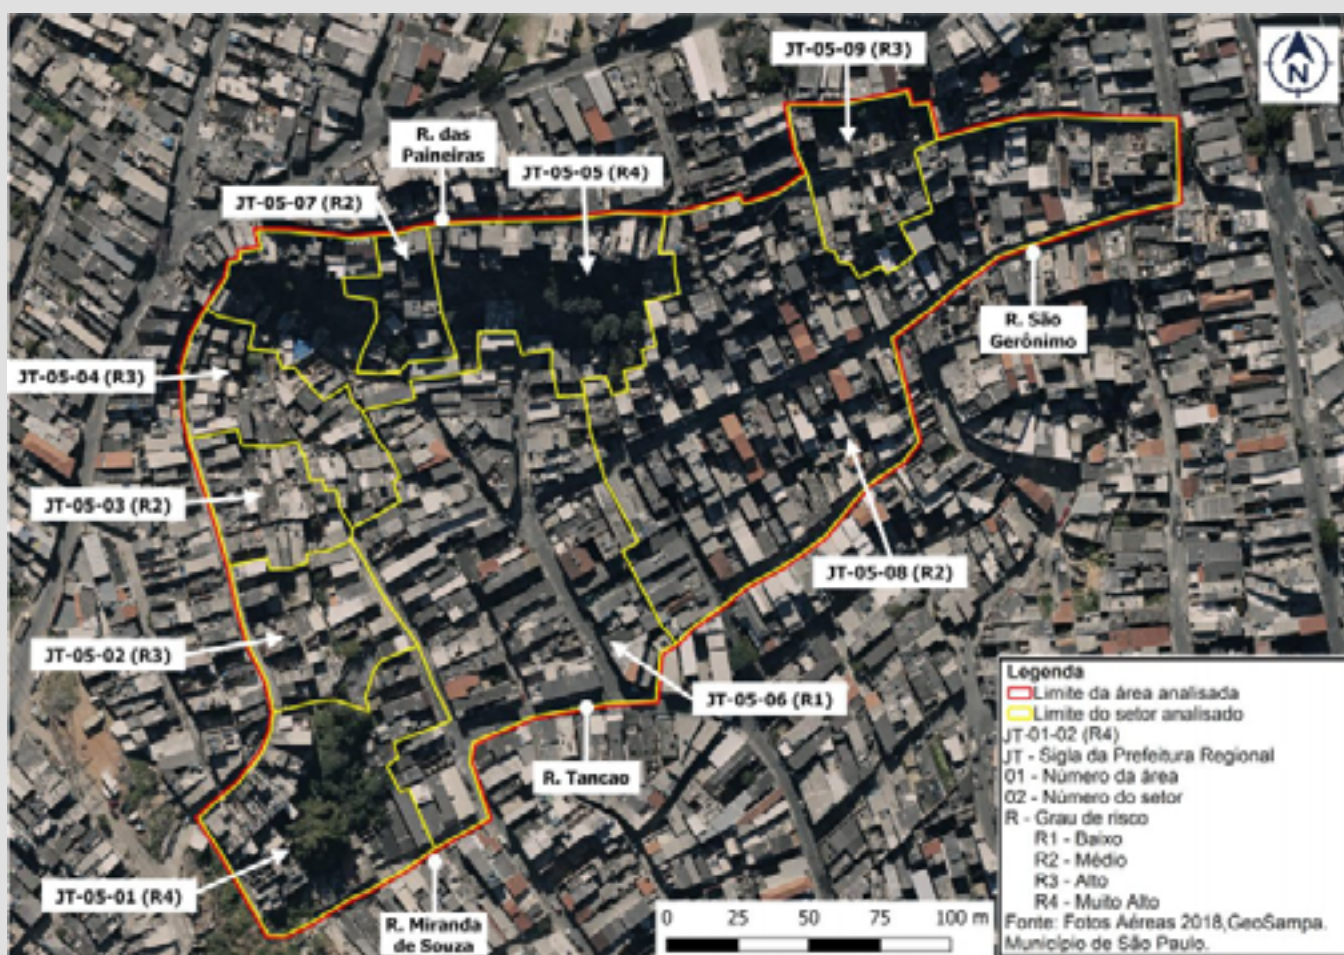 JT-05-09 (R3)
N
R. das
Paineiras
JT-05-05 (R4)
JT-05-07 (R2)
R. São
Gerônimo
JT-05-04 (R3)
JT-05-03 (R2)
JT-05-08 (R2)
JT-05-02 (R3)
JT-05-06 (R1)
R. Tancao
JT-05-01 (R4)
R. Miranda
de Souza
0 25 50 75 100 m
Legenda
Limite da área analisada
Limite do setor analisado
JT-01-02 (R4)
JT - Sigla da Prefeitura Regional
01 - Número da área
02 - Número do setor
R - Grau de risco
R1 - Baixo
R2 - Médio
R3 - Alto
R4 - Muito Alto
Fonte: Fotos Aéreas 2018,GeoSampa.
Município de São Paulo.